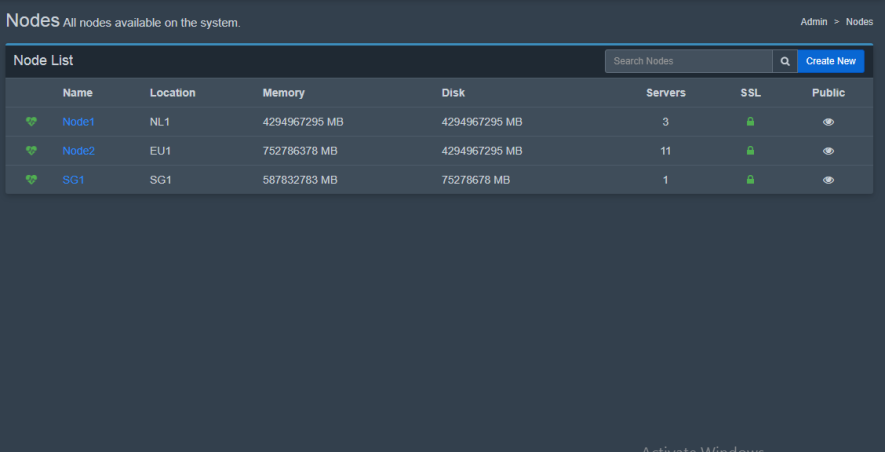 Nodes All nodes available on the system.
Admin > Nodes
Node List
Search Nodes
Create New
Name Location Memory Disk Servers SSL Public
Node1 NL1 4294967295 MB 4294967295 MB 3
Node2 EU1 752786378 MB 4294967295 MB 11
SG1 SG1 587832783 MB 75278678 MB 1
Activate Windows